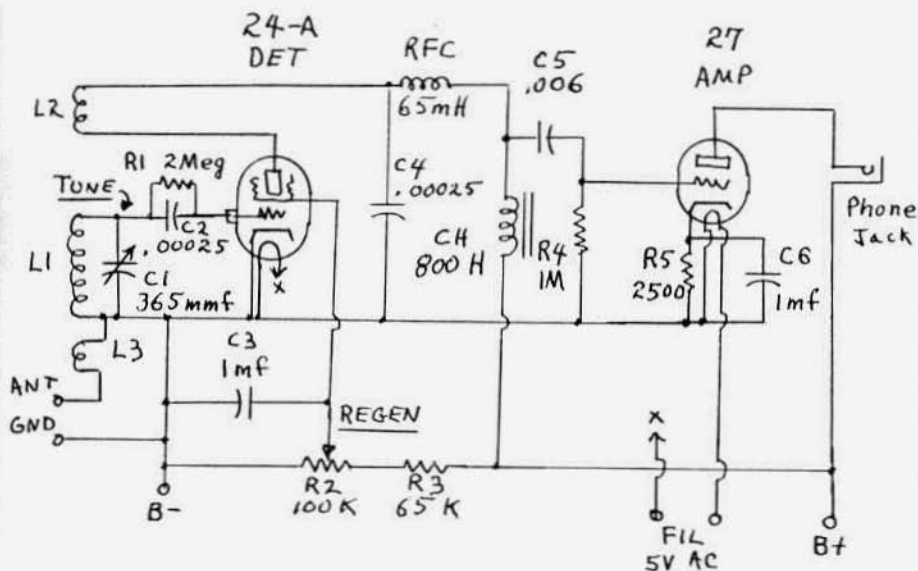 24-A
DET
RFC
65mH
C5
.006
27
AMP
L2
R1 2Meg
TUNE
C2
.00025
C4
.00025
L1
C1
365mmf
X
CH
800 H
R4
1M
R5
2500
C6
1mf
Phone
Jack
L3
C3
1mf
ANT
GND
REGEN
X
R2
100K
R3
65K
B-
FIL
5V AC
B+